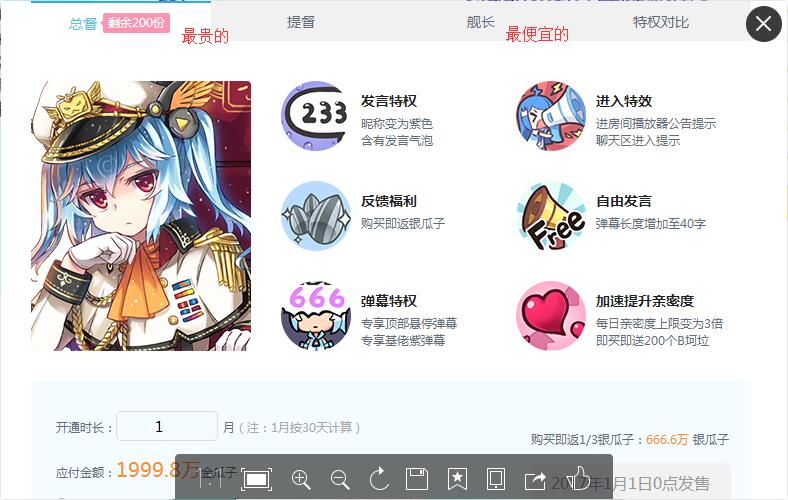 总督 剩余200份
最贵的
提督
舰长
最便宜的
特权对比
233
发言特权
昵称变为紫色
含有发言气泡
进入特效
进房间播放器公告提示
聊天区进入提示
反馈福利
购买即返银瓜子
Free
自由发言
弹幕长度增加至40字
666
弹幕特权
专享顶部悬停弹幕
专享基佬紫弹幕
加速提升亲密度
每日亲密度上限变为3倍
即买即送200个B坷垃
开通时长： 1 月（注：1月按30天计算）
购买即返1/3银瓜子：666.6万 银瓜子
应付金额：1999.8万金瓜子
1:1
2017年1月1日0点发售